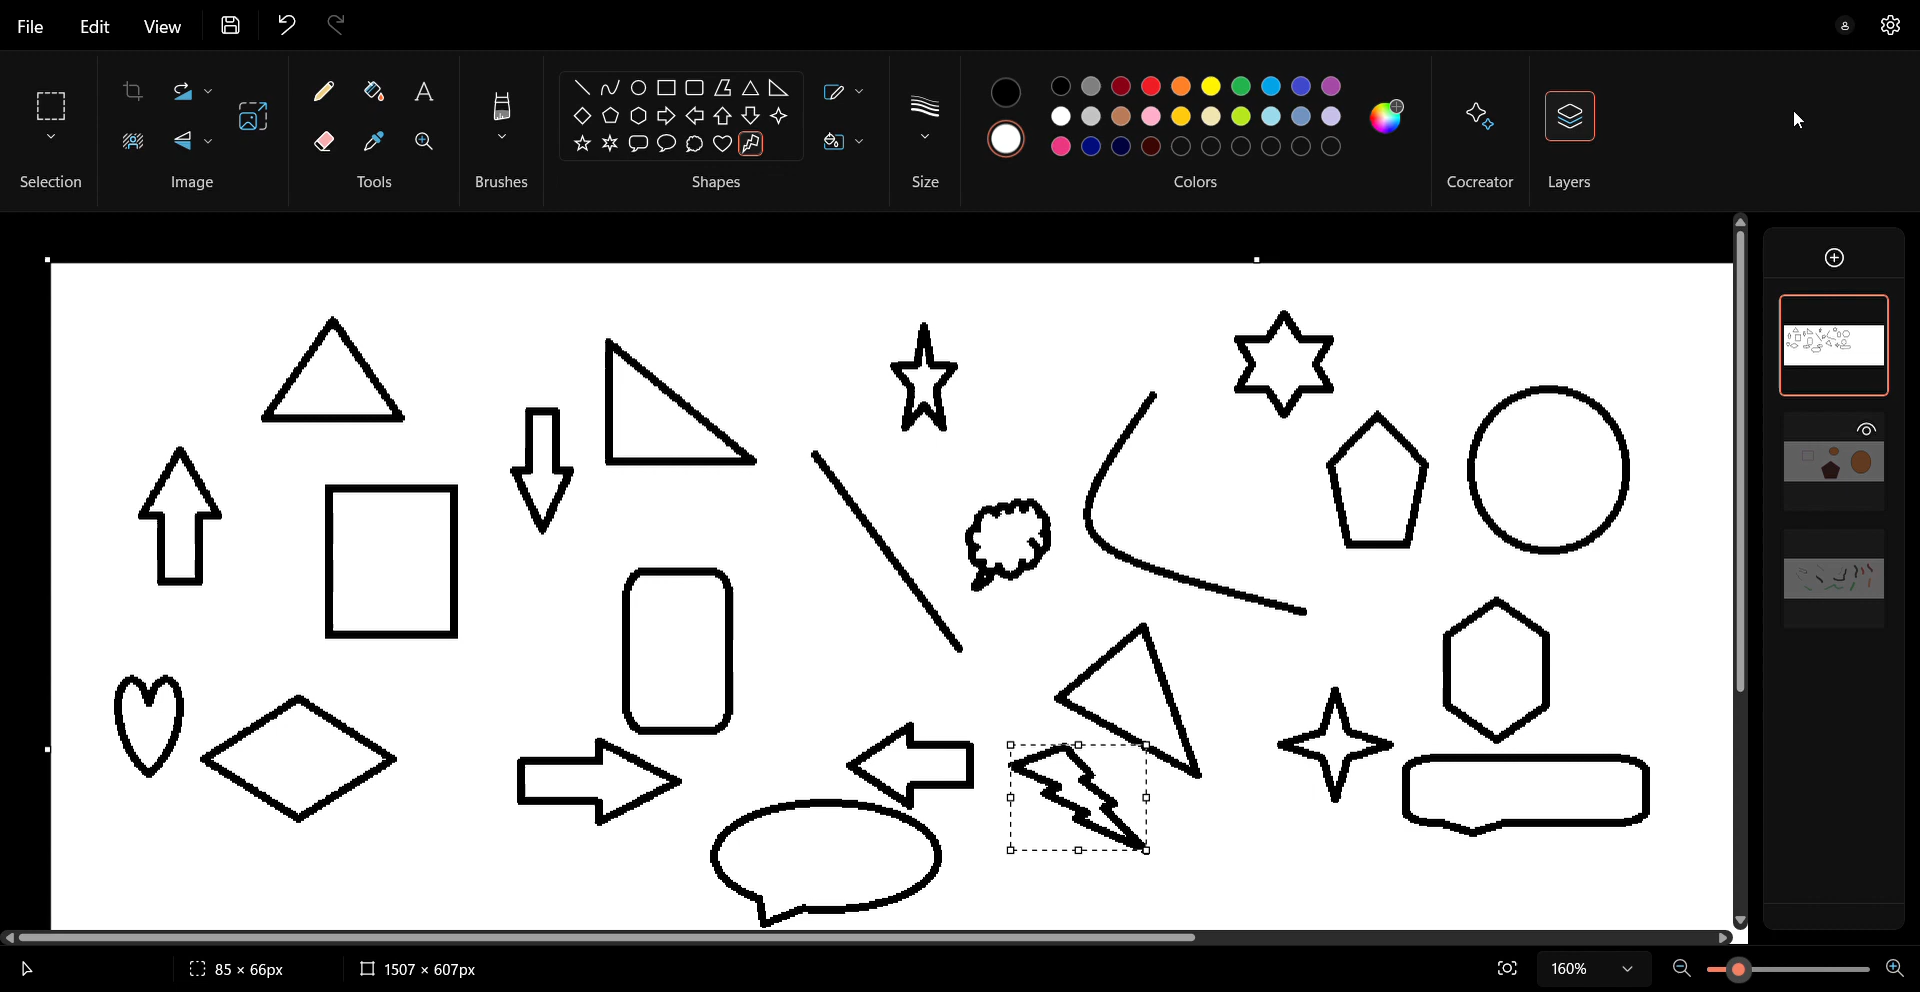 File Edit View
Selection Image Tools Brushes Shapes Size Colors Cocreator Layers
85 × 66px 1507 × 607px 160%